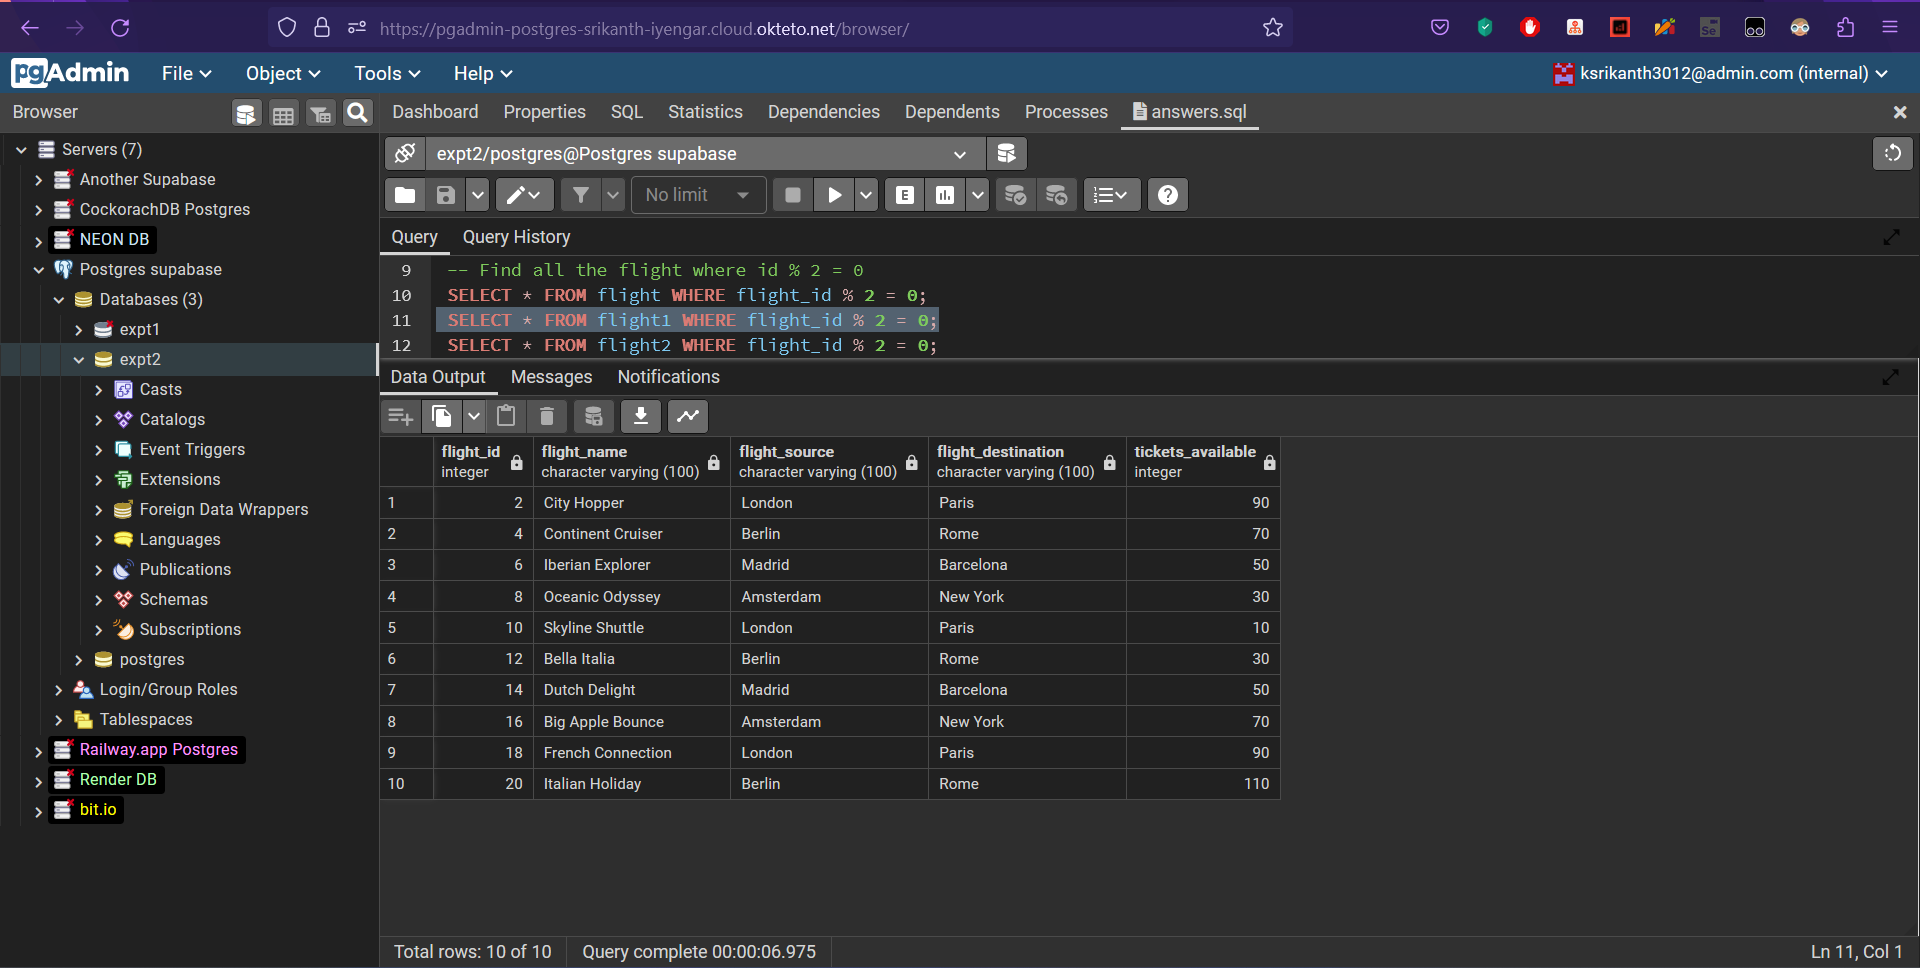 https://pgadmin-postgres-srikanth-iyengar.cloud.okteto.net/browser/
Se
pgAdmin File Object Tools Help ksrikanth3012@admin.com (internal)
Browser
Dashboard Properties SQL Statistics Dependencies Dependents Processes answers.sql
Servers (7)
Another Supabase
CockorachDB Postgres
NEON DB
Postgres supabase
Databases (3)
expt1
expt2
Casts
Catalogs
Event Triggers
Extensions
Foreign Data Wrappers
Languages
Publications
Schemas
Subscriptions
postgres
Login/Group Roles
Tablespaces
Railway.app Postgres
Render DB
bit.io
expt2/postgres@Postgres supabase
No limit E
Query Query History
9 -- Find all the flight where id % 2 = 0
10 SELECT * FROM flight WHERE flight_id % 2 = 0;
11 SELECT * FROM flight1 WHERE flight_id % 2 = 0;
12 SELECT * FROM flight2 WHERE flight_id % 2 = 0;
Data Output Messages Notifications
flight_id flight_name flight_source flight_destination tickets_available
integer character varying (100) character varying (100) character varying (100) integer
1 2 City Hopper London Paris 90
2 4 Continent Cruiser Berlin Rome 70
3 6 Iberian Explorer Madrid Barcelona 50
4 8 Oceanic Odyssey Amsterdam New York 30
5 10 Skyline Shuttle London Paris 10
6 12 Bella Italia Berlin Rome 30
7 14 Dutch Delight Madrid Barcelona 50
8 16 Big Apple Bounce Amsterdam New York 70
9 18 French Connection London Paris 90
10 20 Italian Holiday Berlin Rome 110
Total rows: 10 of 10 Query complete 00:00:06.975 Ln 11, Col 1